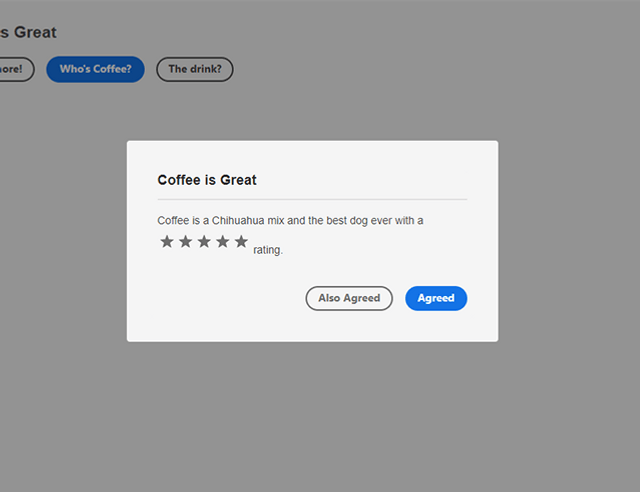 s Great
ore! Who's Coffee? The drink?
Coffee is Great
Coffee is a Chihuahua mix and the best dog ever with a
★★★★★ rating.
Also Agreed Agreed